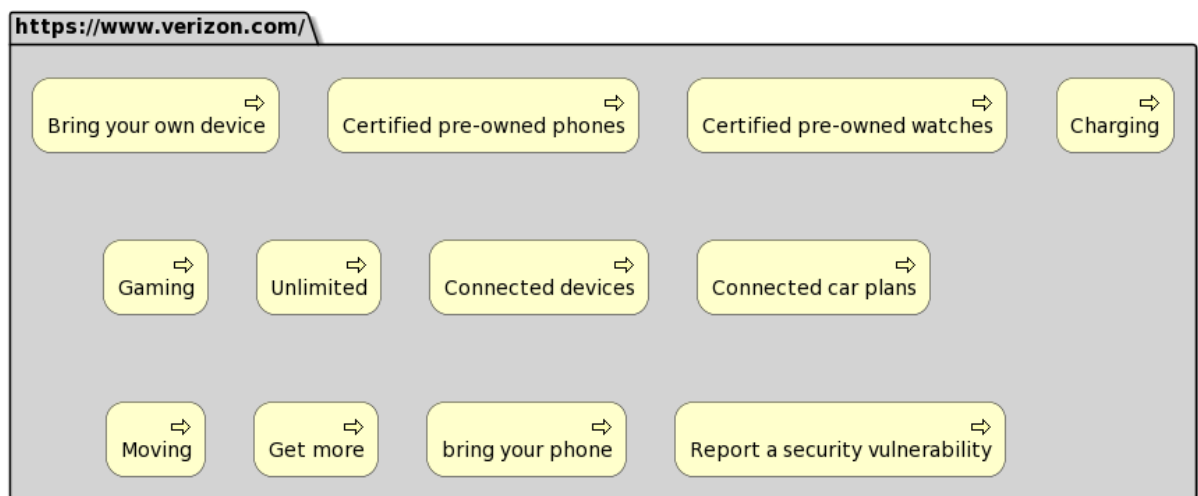 https://www.verizon.com/
Bring your own device
Certified pre-owned phones
Certified pre-owned watches
Charging
Gaming
Unlimited
Connected devices
Connected car plans
Moving
Get more
bring your phone
Report a security vulnerability